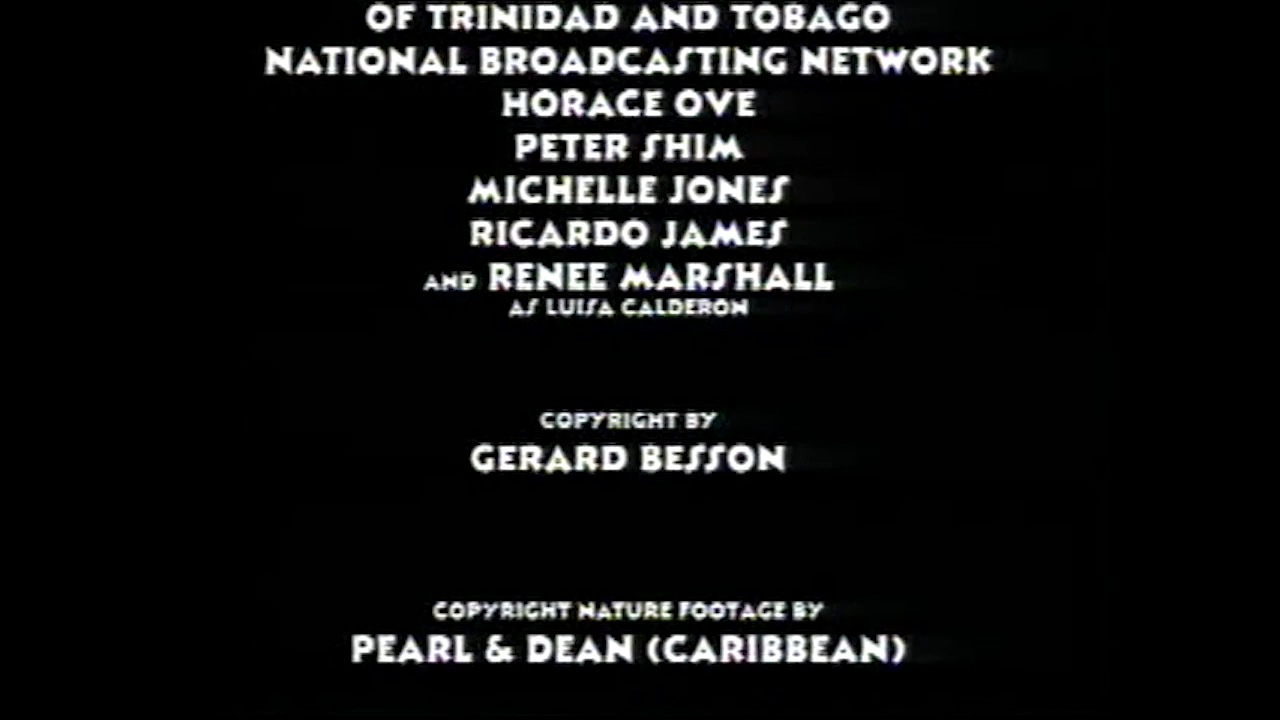 OF TRINIDAD AND TOBAGO
NATIONAL BROADCASTING NETWORK
HORACE OVE
PETER SHIM
MICHELLE JONES
RICARDO JAMES
AND RENEE MARSHALL
AS LUISA CALDERON
COPYRIGHT BY
GERARD BESSON
COPYRIGHT NATURE FOOTAGE BY
PEARL & DEAN (CARIBBEAN)